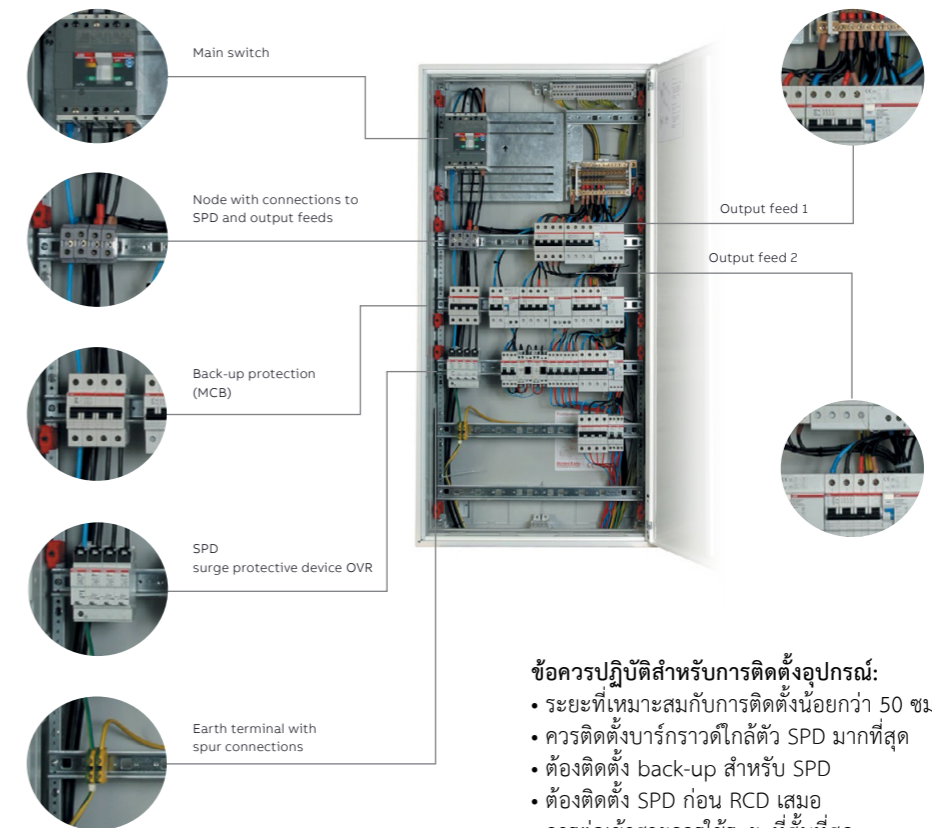 Main switch
Node with connections to
SPD and output feeds
Output feed 1
Output feed 2
Back-up protection
(MCB)
SPD
surge protective device OVR
Earth terminal with
spur connections
ข้อควรปฏิบัติสำหรับการติดตั้งอุปกรณ์:
• ระยะที่เหมาะสมกับการติดตั้งน้อยกว่า 50 ซม
• ควรติดตั้งบาร์กราวด์ใกล้ตัว SPD มากที่สุด
• ต้องติดตั้ง back-up สำหรับ SPD
• ต้องติดตั้ง SPD ก่อน RCD เสมอ